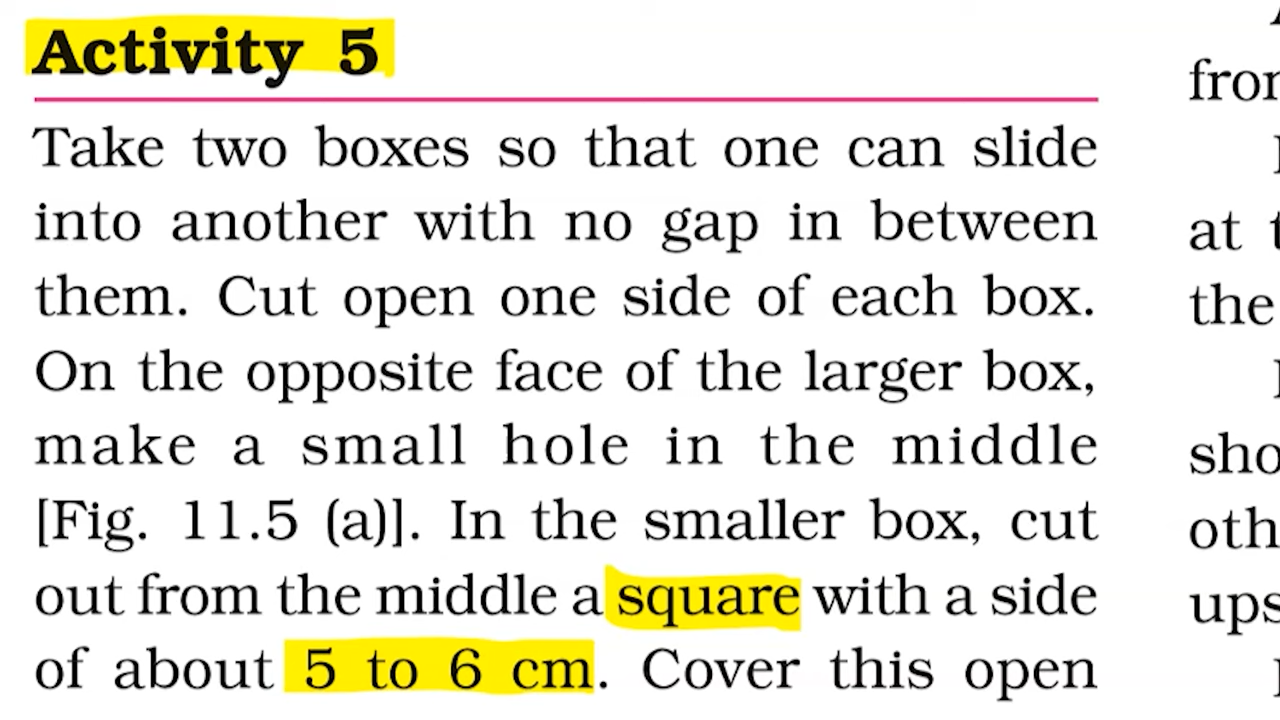 Activity 5
Take two boxes so that one can slide
into another with no gap in between
them. Cut open one side of each box.
On the opposite face of the larger box,
make a small hole in the middle
[Fig. 11.5 (a)]. In the smaller box, cut
out from the middle a square with a side
of about 5 to 6 cm. Cover this open
at
the